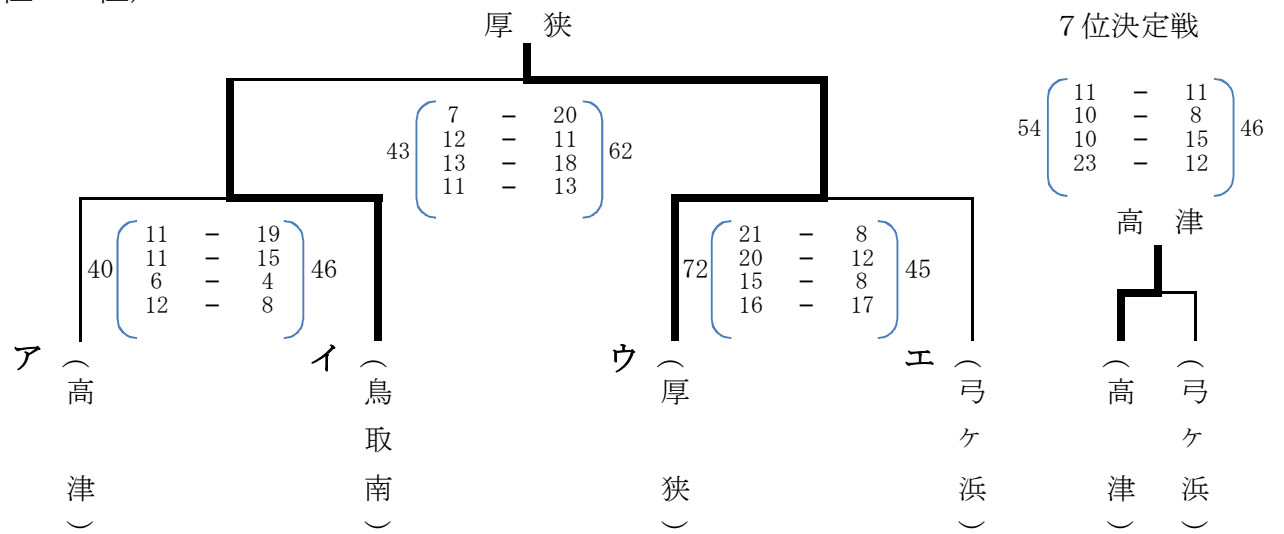 厚 狭
7位決定戦
43
7 － 20
12 － 11
13 － 18
11 － 13
62
54
11 － 11
10 － 8
10 － 15
23 － 12
46
高 津
40
11 － 19
11 － 15
6 － 4
12 － 8
46
72
21 － 8
20 － 12
15 － 8
16 － 17
45
ア（高 津）
イ（鳥取南）
ウ（厚 狭）
エ（弓ヶ浜）
（高 津）
（弓ヶ浜）